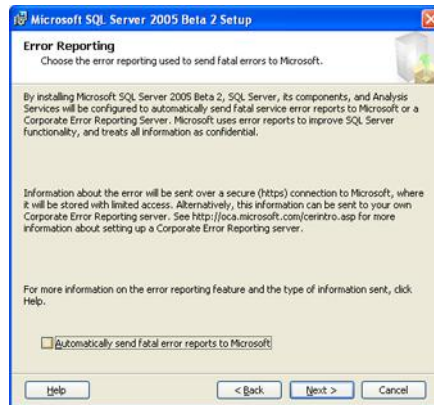 Microsoft SQL Server 2005 Beta 2 Setup
Error Reporting
Choose the error reporting used to send fatal errors to Microsoft.
By installing Microsoft SQL Server 2005 Beta 2, SQL Server, its components, and Analysis
Services will be configured to automatically send fatal service error reports to Microsoft or a
Corporate Error Reporting Server. Microsoft uses error reports to improve SQL Server
functionality, and treats all information as confidential.
Information about the error will be sent over a secure (https) connection to Microsoft, where
it will be stored with limited access. Alternatively, this information can be sent to your own
Corporate Error Reporting server. See http://oca.microsoft.com/cerintro.asp for more
information about setting up a Corporate Error Reporting server.
For more information on the error reporting feature and the type of information sent, click
Help.
Automatically send fatal error reports to Microsoft
Help
< Back
Next >
Cancel